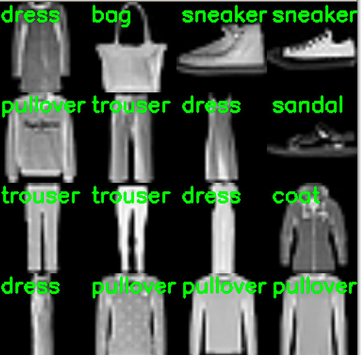 dress bag sneaker sneaker
pullover trouser dress sandal
trouser trouser dress coat
dress pullover pullover pullover